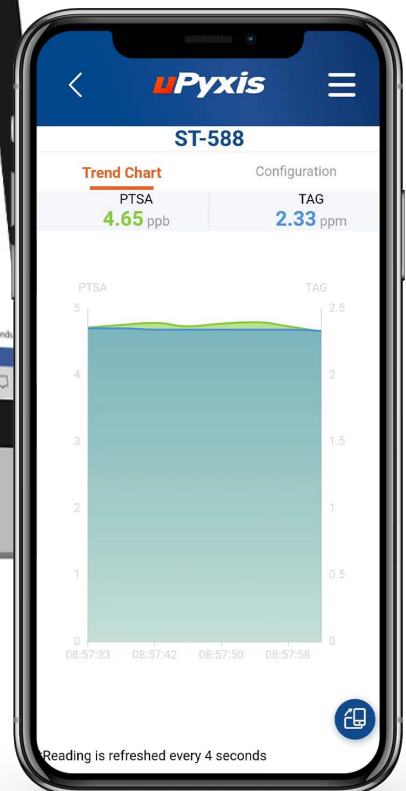 uPyxis
ST-588
Trend Chart Configuration
PTSA TAG
4.65 ppb 2.33 ppm
PTSA TAG
5 2.5
4 2
3 1.5
2 1
1 0.5
0 0
08:57:33 08:57:42 08:57:50 08:57:58
*Reading is refreshed every 4 seconds